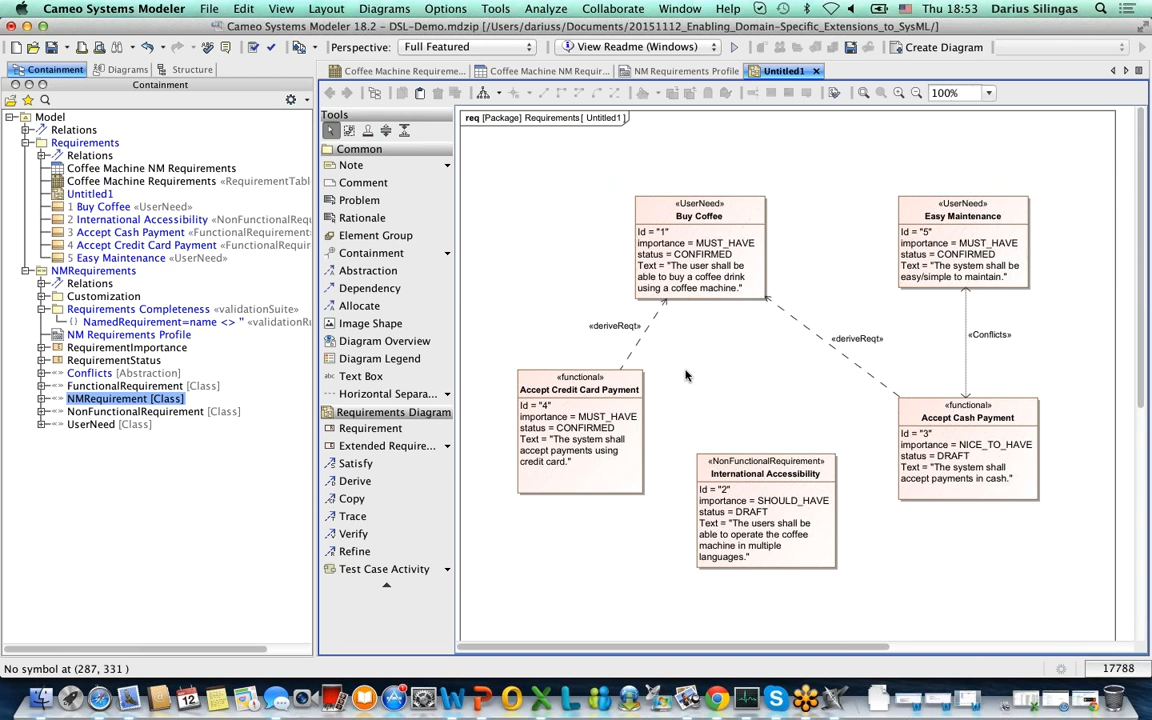 Cameo Systems Modeler File Edit View Layout Diagrams Options Tools Analyze Collaborate Window Help Thu 18:53 Darius Silingas
Cameo Systems Modeler 18.2 - DSL-Demo.mdzip [/Users/dariuss/Documents/20151112_Enabling_Domain-Specific_Extensions_to_SysML/]
Perspective: Full Featured View Readme (Windows) Create Diagram
Containment Diagrams Structure
Coffee Machine Requireme... Coffee Machine NM Requir... NM Requirements Profile Untitled1
Containment
100%
Model
Relations
Requirements
Relations
Coffee Machine NM Requirements
Coffee Machine Requirements «RequirementTabl
Untitled1
1 Buy Coffee «UserNeed»
2 International Accessibility «NonFunctionalReq
3 Accept Cash Payment «FunctionalRequirement»
4 Accept Credit Card Payment «FunctionalRequir
5 Easy Maintenance «UserNeed»
NMRequirements
Relations
Customization
Requirements Completeness «validationSuite»
{} NamedRequirement=name <> '' «validationRu
NM Requirements Profile
RequirementImportance
RequirementStatus
Conflicts [Abstraction]
FunctionalRequirement [Class]
NMRequirement [Class]
NonFunctionalRequirement [Class]
UserNeed [Class]
Tools
Common
Note
Comment
Problem
Rationale
Element Group
Containment
Abstraction
Dependency
Allocate
Image Shape
Diagram Overview
Diagram Legend
abc Text Box
Horizontal Separa...
Requirements Diagram
Requirement
Extended Require...
Satisfy
Derive
Copy
Trace
Verify
Refine
Test Case Activity
req [Package] Requirements[ Untitled1 ]
«UserNeed»
Buy Coffee
Id = "1"
importance = MUST_HAVE
status = CONFIRMED
Text = "The user shall be
able to buy a coffee drink
using a coffee machine."
«UserNeed»
Easy Maintenance
Id = "5"
importance = MUST_HAVE
status = CONFIRMED
Text = "The system shall be
easy/simple to maintain."
«deriveReqt»
«deriveReqt»
«Conflicts»
«functional»
Accept Credit Card Payment
Id = "4"
importance = MUST_HAVE
status = CONFIRMED
Text = "The system shall
accept payments using
credit card."
«functional»
Accept Cash Payment
Id = "3"
importance = NICE_TO_HAVE
status = DRAFT
Text = "The system shall
accept payments in cash."
«NonFunctionalRequirement»
International Accessibility
Id = "2"
importance = SHOULD_HAVE
status = DRAFT
Text = "The users shall be
able to operate the coffee
machine in multiple
languages."
No symbol at (287, 331 )
17788